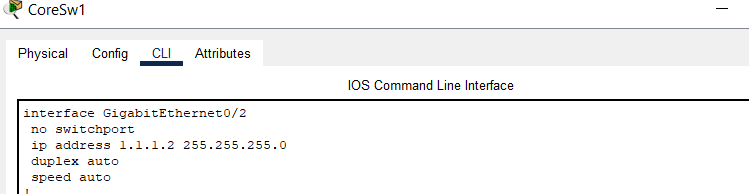 CoreSw1
Physical Config CLI Attributes
IOS Command Line Interface
interface GigabitEthernet0/2
no switchport
ip address 1.1.1.2 255.255.255.0
duplex auto
speed auto
!